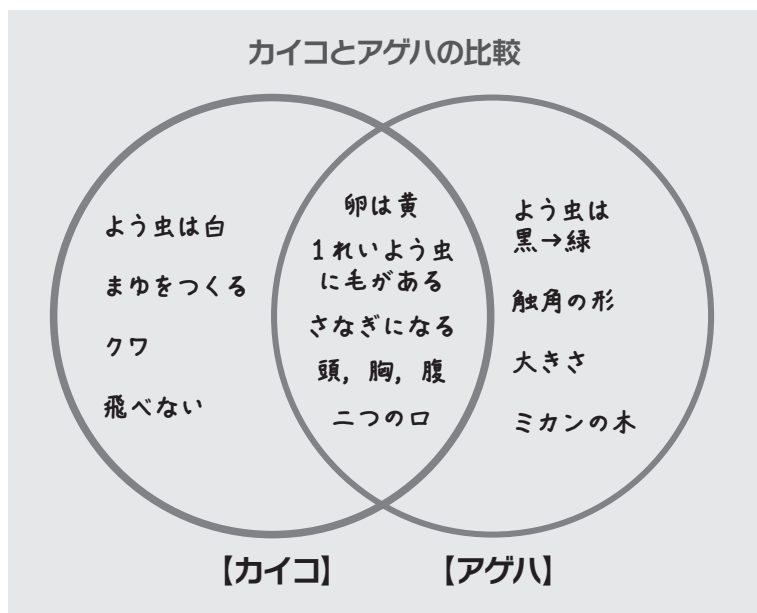 カイコとアゲハの比較
よう虫は白
まゆをつくる
クワ
飛べない
卵は黄
1れいよう虫
に毛がある
さなぎになる
頭，胸，腹
二つの口
よう虫は
黒→緑
触角の形
大きさ
ミカンの木
【カイコ】
【アゲハ】